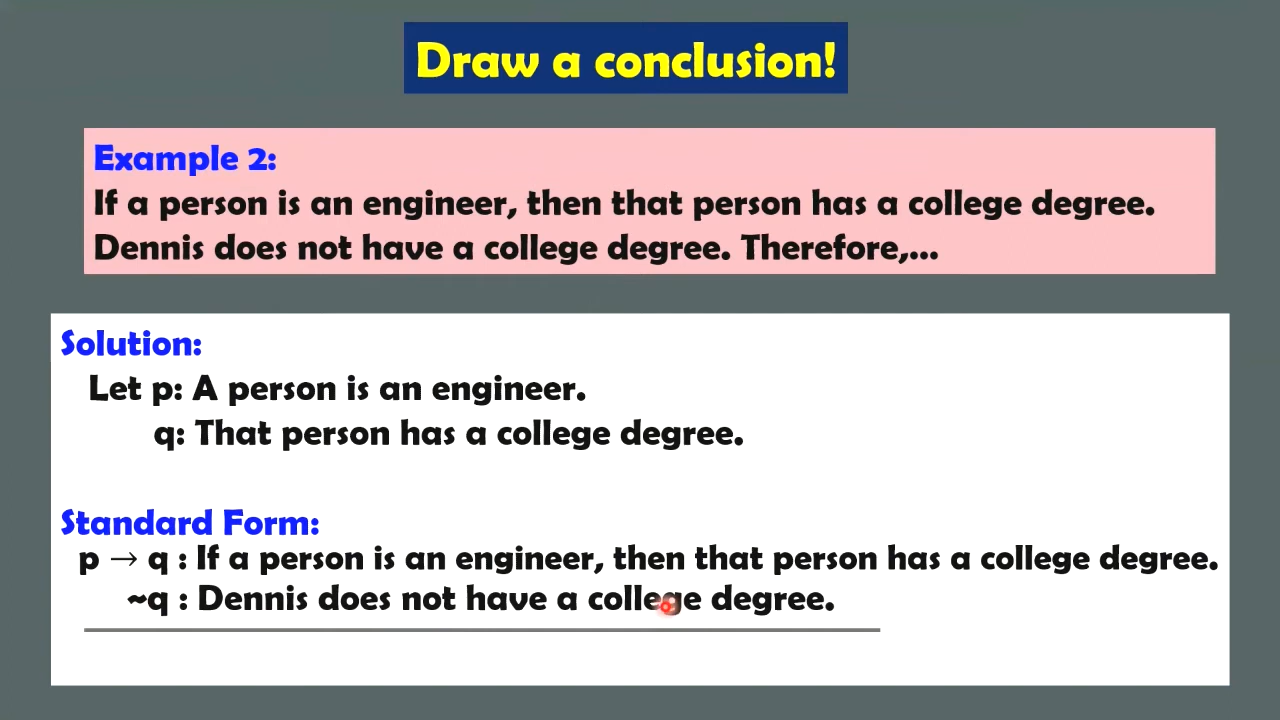 Draw a conclusion!
Example 2:
If a person is an engineer, then that person has a college degree.
Dennis does not have a college degree. Therefore,...
Solution:
Let p: A person is an engineer.
q: That person has a college degree.
Standard Form:
p → q : If a person is an engineer, then that person has a college degree.
~q : Dennis does not have a college degree.